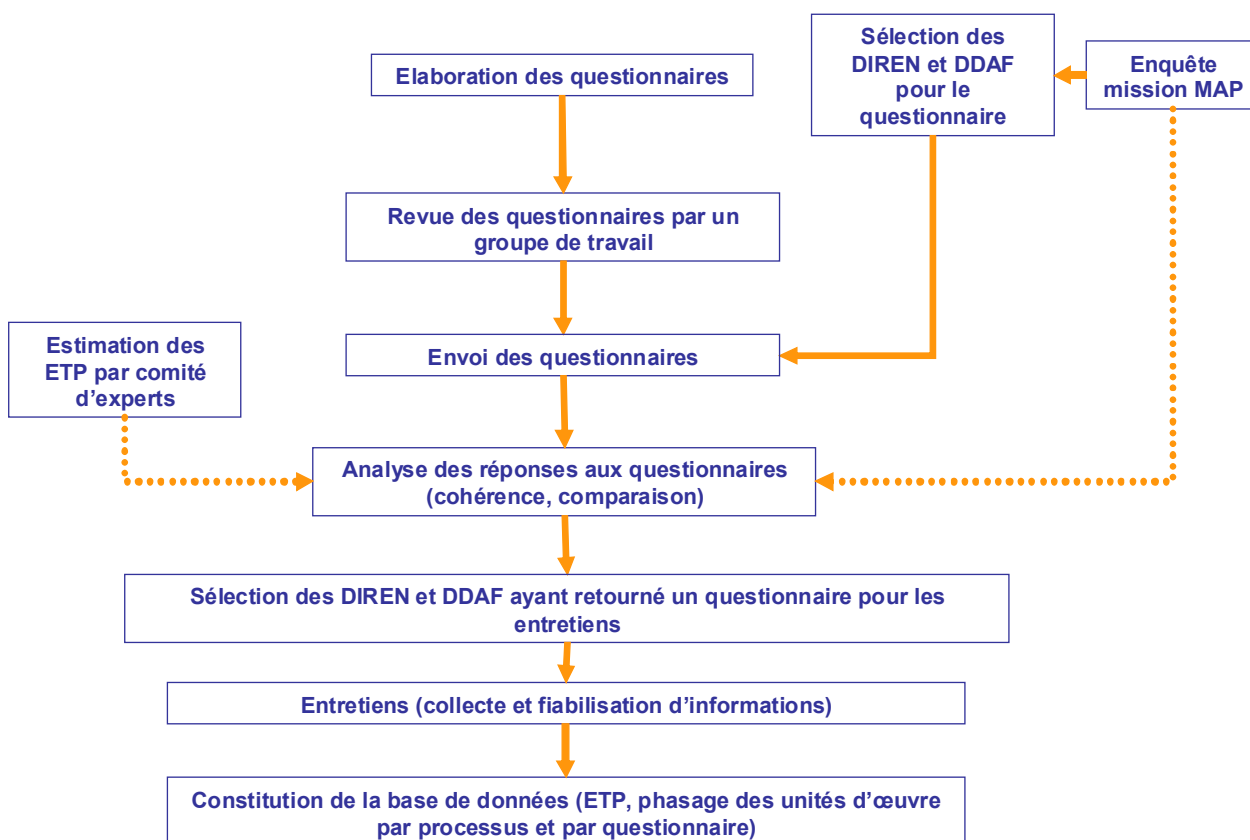 Elaboration des questionnaires
Sélection des
DIREN et DDAF
pour le
questionnaire
Enquête
mission MAP
Revue des questionnaires par un
groupe de travail
Estimation des
ETP par comité
d’experts
Envoi des questionnaires
Analyse des réponses aux questionnaires
(cohérence, comparaison)
Sélection des DIREN et DDAF ayant retourné un questionnaire pour les
entretiens
Entretiens (collecte et fiabilisation d’informations)
Constitution de la base de données (ETP, phasage des unités d’œuvre
par processus et par questionnaire)